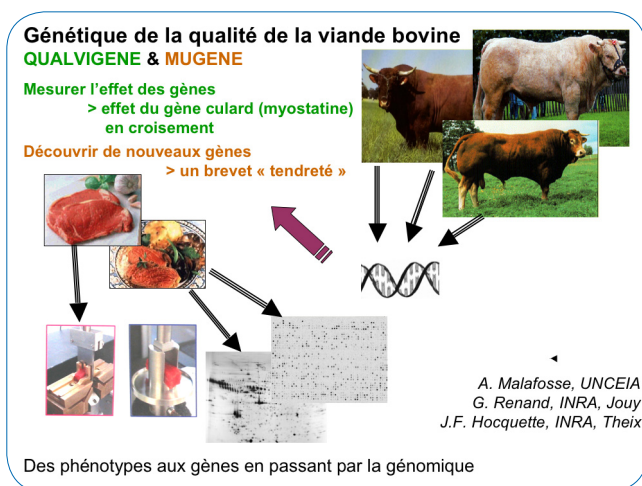 Génétique de la qualité de la viande bovine
QUALVIGENE & MUGENE
Mesurer l’effet des gènes
> effet du gène culard (myostatine)
en croisement
Découvrir de nouveaux gènes
> un brevet « tendreté »
A. Malafosse, UNCEIA
G. Renand, INRA, Jouy
J.F. Hocquette, INRA, Theix
Des phénotypes aux gènes en passant par la génomique